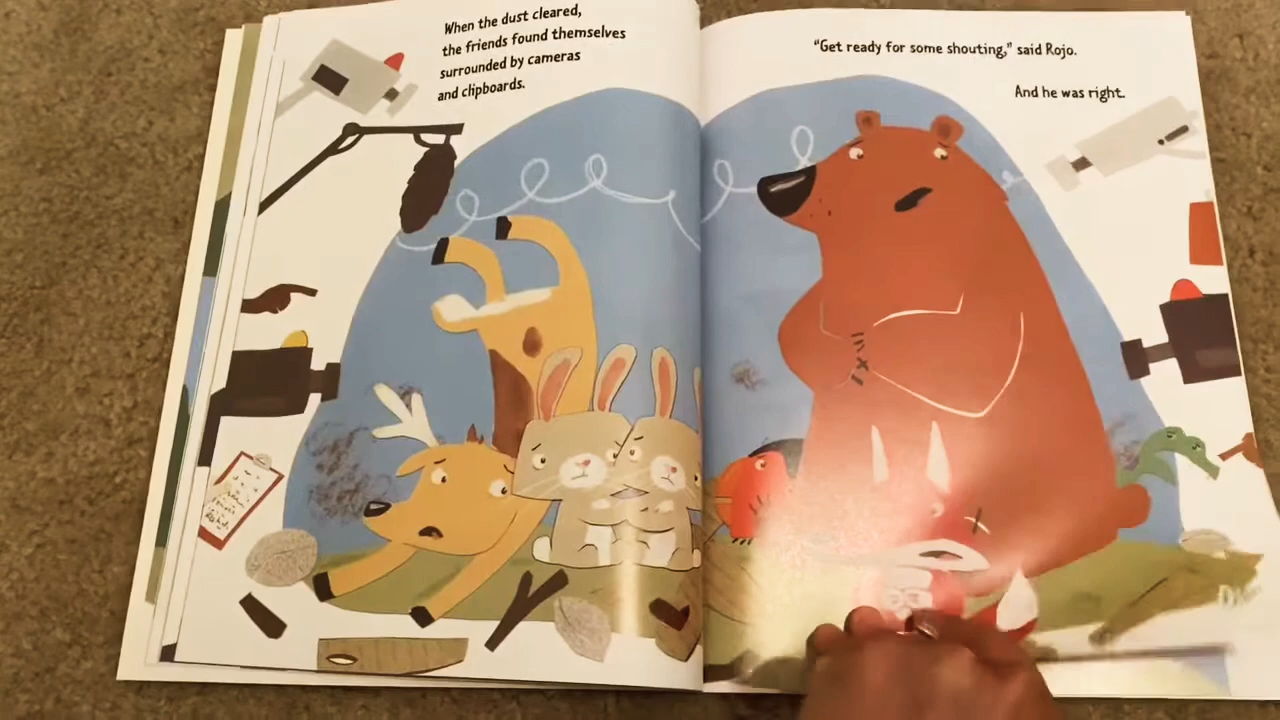 When the dust cleared,
the friends found themselves
surrounded by cameras
and clipboards.
"Get ready for some shouting," said Rojo.
And he was right.